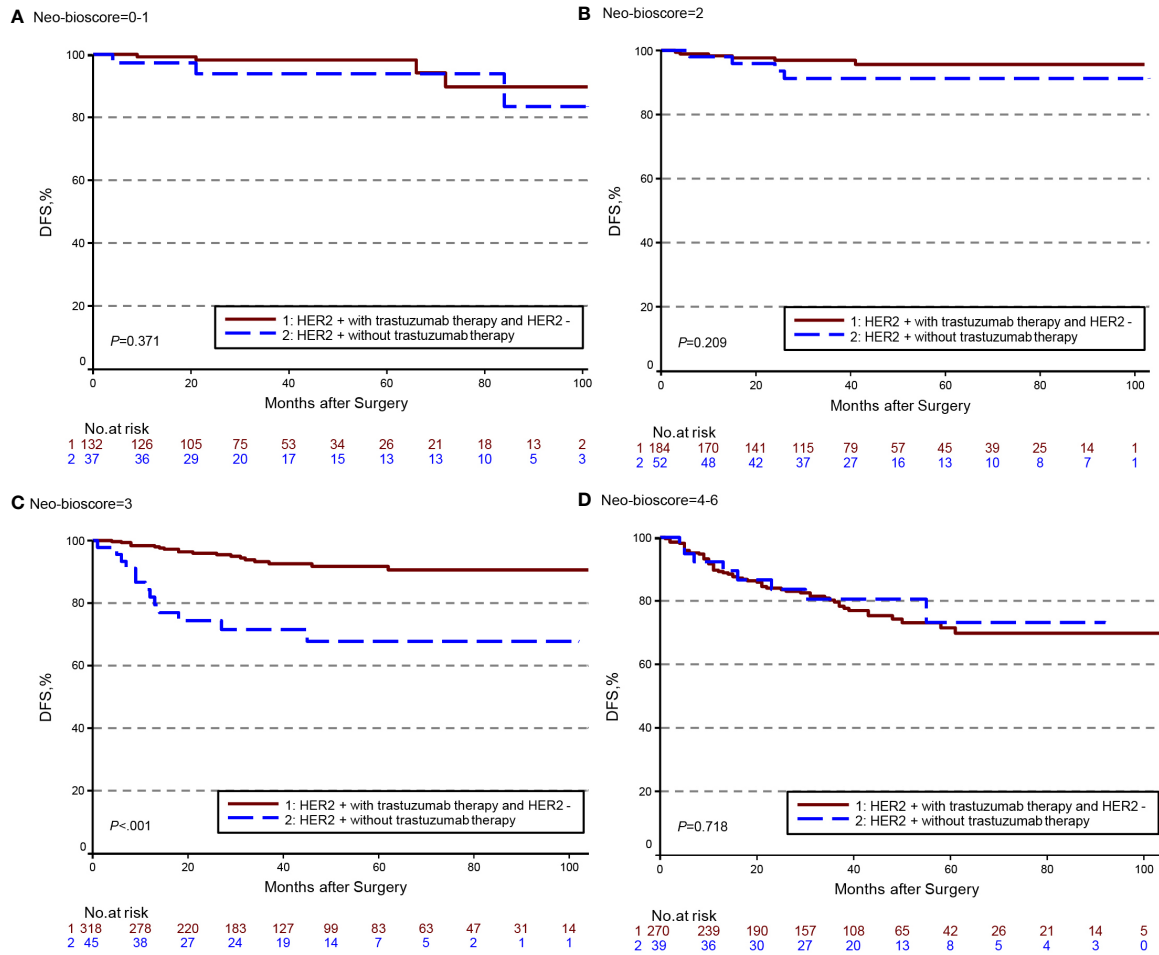 A Neo-bioscore=0-1
100
80
60
40
20
0
DFS,%
1: HER2 + with trastuzumab therapy and HER2 -
2: HER2 + without trastuzumab therapy
P=0.371
0 20 40 60 80 100
Months after Surgery
No.at risk
1 132 126 105 75 53 34 26 21 18 13 2
2 37 36 29 20 17 15 13 13 10 5 3
B Neo-bioscore=2
100
80
60
40
20
0
DFS,%
1: HER2 + with trastuzumab therapy and HER2 -
2: HER2 + without trastuzumab therapy
P=0.209
0 20 40 60 80 100
Months after Surgery
No.at risk
1 184 170 141 115 79 57 45 39 25 14 1
2 52 48 42 37 27 16 13 10 8 7 1
C Neo-bioscore=3
100
80
60
40
20
0
DFS,%
1: HER2 + with trastuzumab therapy and HER2 -
2: HER2 + without trastuzumab therapy
P<.001
0 20 40 60 80 100
Months after Surgery
No.at risk
1 318 278 220 183 127 99 83 63 47 31 14
2 45 38 27 24 19 14 7 5 2 1 1
D Neo-bioscore=4-6
100
80
60
40
20
0
DFS,%
1: HER2 + with trastuzumab therapy and HER2 -
2: HER2 + without trastuzumab therapy
P=0.718
0 20 40 60 80 100
Months after Surgery
No.at risk
1 270 239 190 157 108 65 42 26 21 14 5
2 39 36 30 27 20 13 8 5 4 3 0